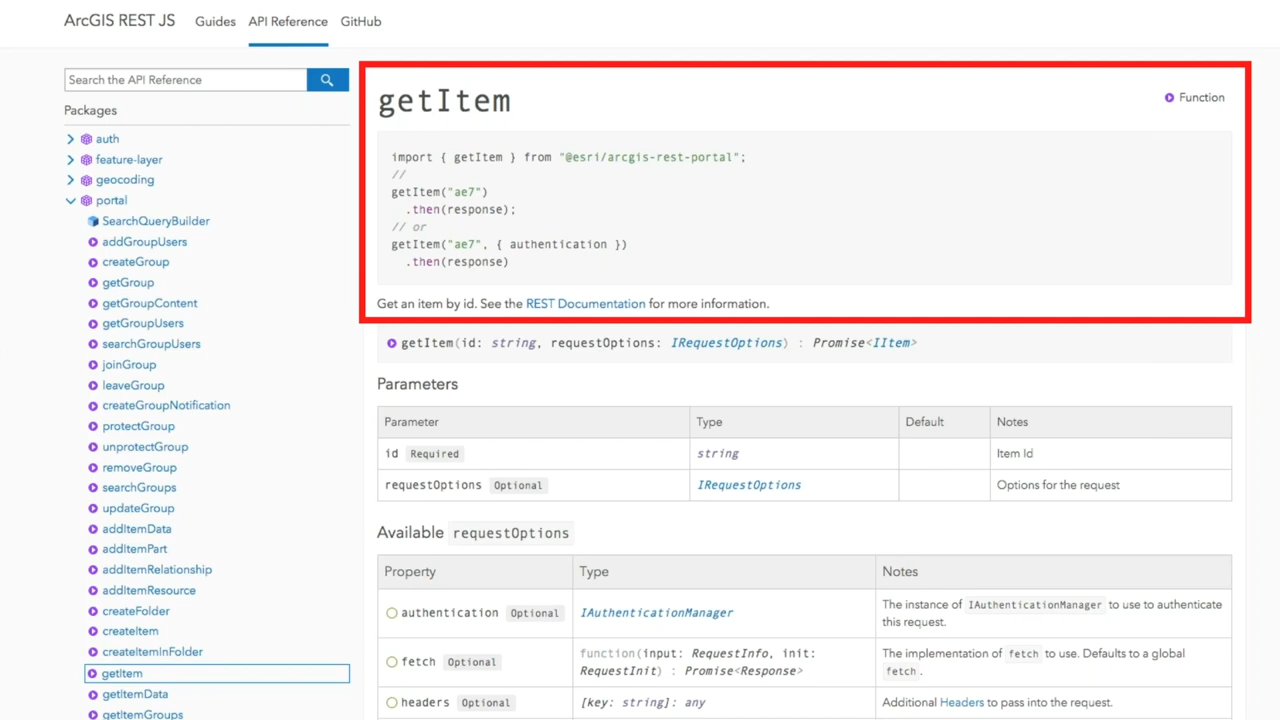 ArcGIS REST JS Guides API Reference GitHub
Search the API Reference
Packages
auth
feature-layer
geocoding
portal
SearchQueryBuilder
addGroupUsers
createGroup
getGroup
getGroupContent
getGroupUsers
searchGroupUsers
joinGroup
leaveGroup
createGroupNotification
protectGroup
unprotectGroup
removeGroup
searchGroups
updateGroup
addItemData
addItemPart
addItemRelationship
addItemResource
createFolder
createItem
createItemInFolder
getItem
getItemData
getItemGroups
getItem Function
import { getItem } from "@esri/arcgis-rest-portal";
//
getItem("ae7")
.then(response);
// or
getItem("ae7", { authentication })
.then(response)
Get an item by id. See the REST Documentation for more information.
getItem(id: string, requestOptions: IRequestOptions) : Promise<IItem>
Parameters
Parameter Type Default Notes
id Required string Item Id
requestOptions Optional IRequestOptions Options for the request
Available requestOptions
Property Type Notes
authentication Optional IAuthenticationManager The instance of IAuthenticationManager to use to authenticate
this request.
fetch Optional function(input: RequestInfo, init: The implementation of fetch to use. Defaults to a global
RequestInit) : Promise<Response> fetch.
headers Optional [key: string]: any Additional Headers to pass into the request.